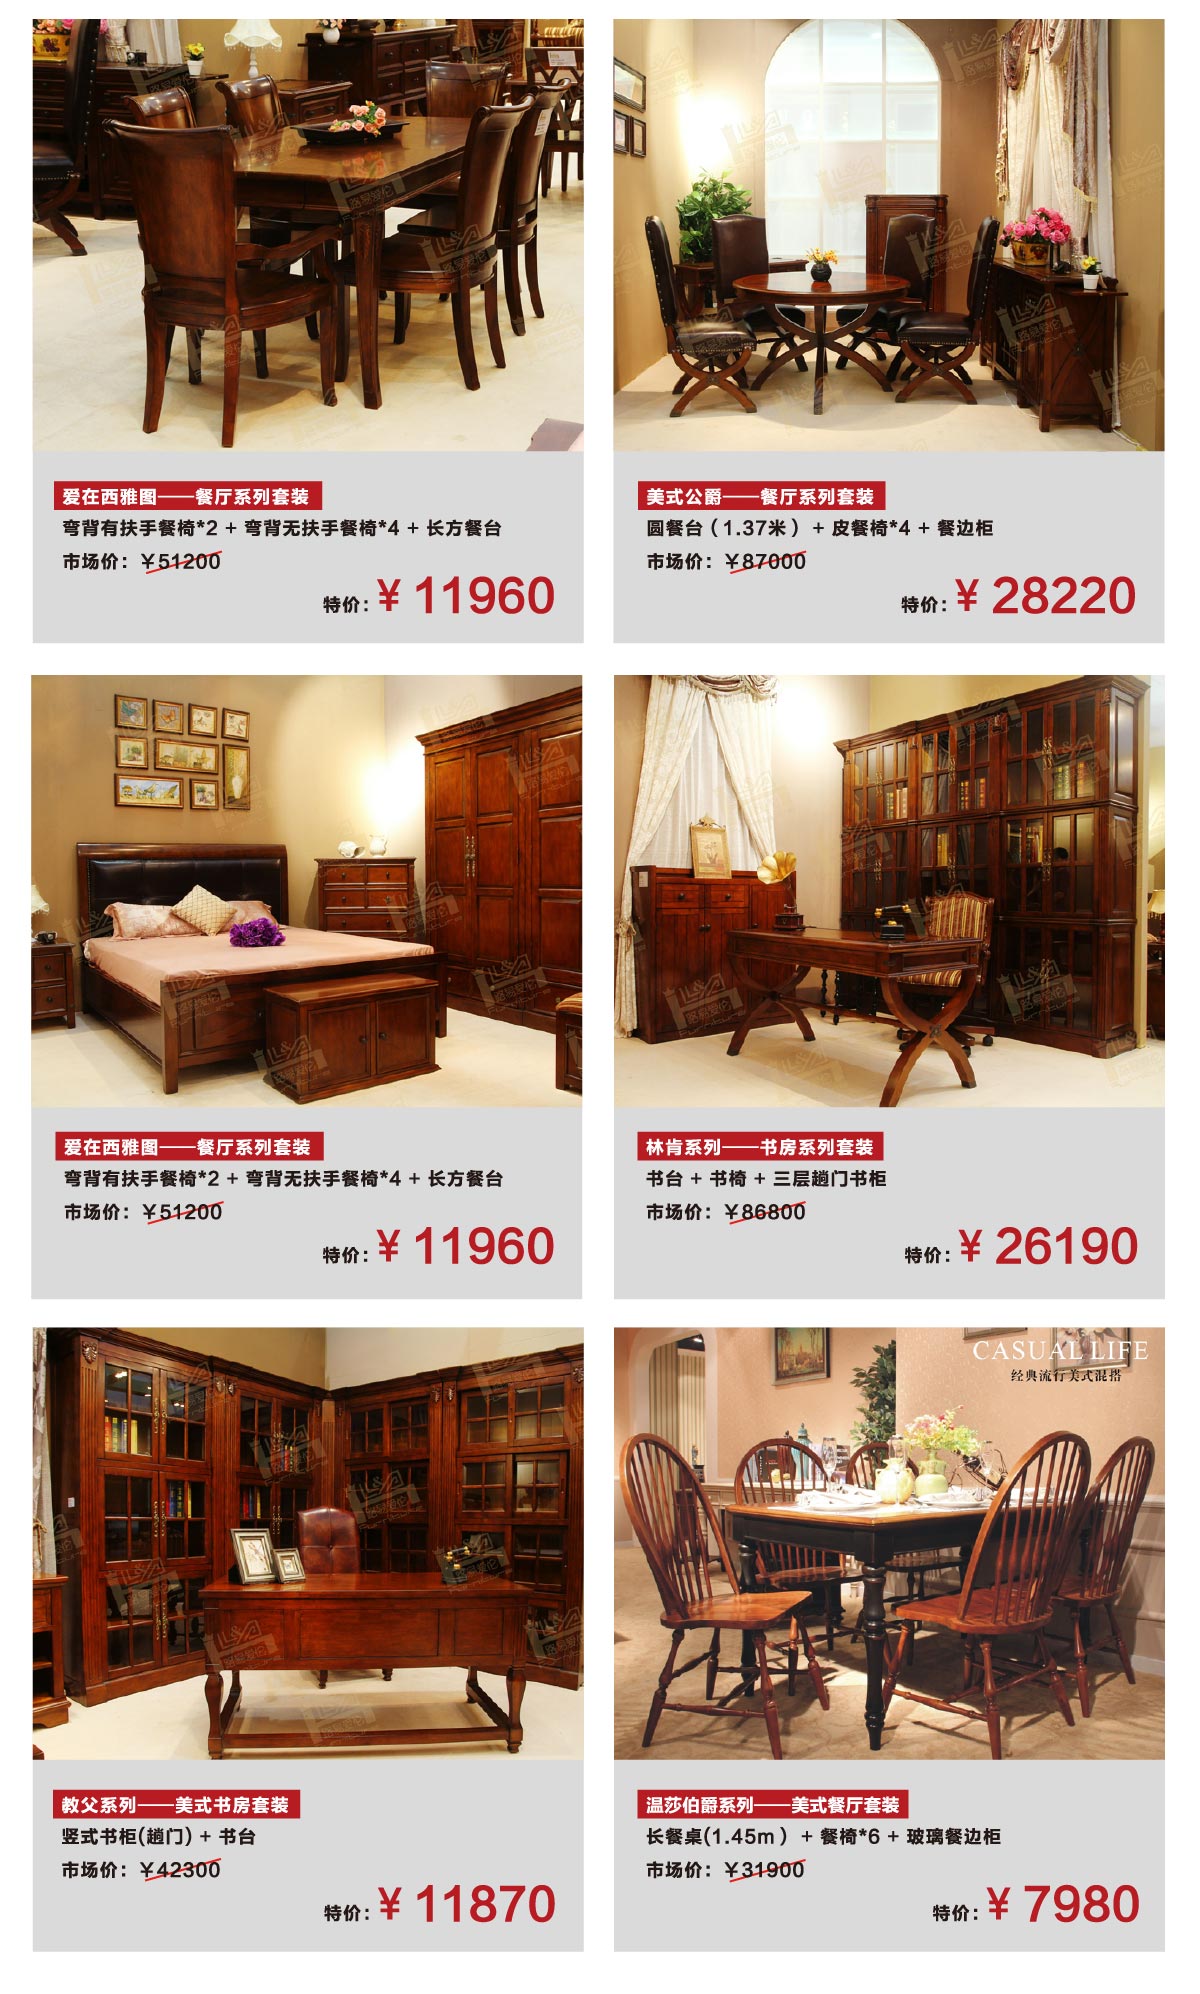 爱在西雅图——餐厅系列套装
弯背有扶手餐椅*2 + 弯背无扶手餐椅*4 + 长方餐台
市场价：￥51200
特价：￥11960
美式公爵——餐厅系列套装
圆餐台（1.37米） + 皮餐椅*4 + 餐边柜
市场价：￥87000
特价：￥28220
爱在西雅图——餐厅系列套装
弯背有扶手餐椅*2 + 弯背无扶手餐椅*4 + 长方餐台
市场价：￥51200
特价：￥11960
林肯系列——书房系列套装
书台 + 书椅 + 三层趟门书柜
市场价：￥86800
特价：￥26190
教父系列——美式书房套装
竖式书柜(趟门) + 书台
市场价：￥42300
特价：￥11870
CASUAL LIFE
经典流行美式混搭
温莎伯爵系列——美式餐厅套装
长餐桌(1.45m） + 餐椅*6 + 玻璃餐边柜
市场价：￥31900
特价：￥7980